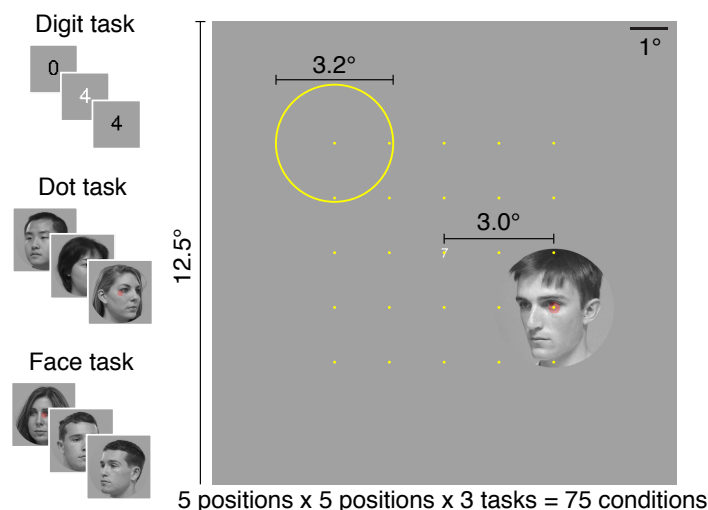 Digit task
0
4
4
Dot task
Face task
12.5°
3.2°
1°
3.0°
7
5 positions x 5 positions x 3 tasks = 75 conditions